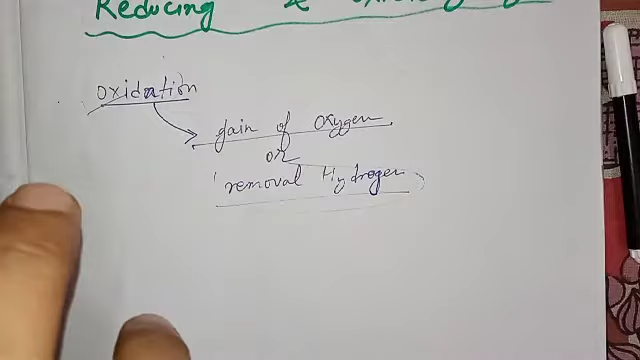 Reducing &
oxidation
gain of oxygen
or
removal Hydrogen